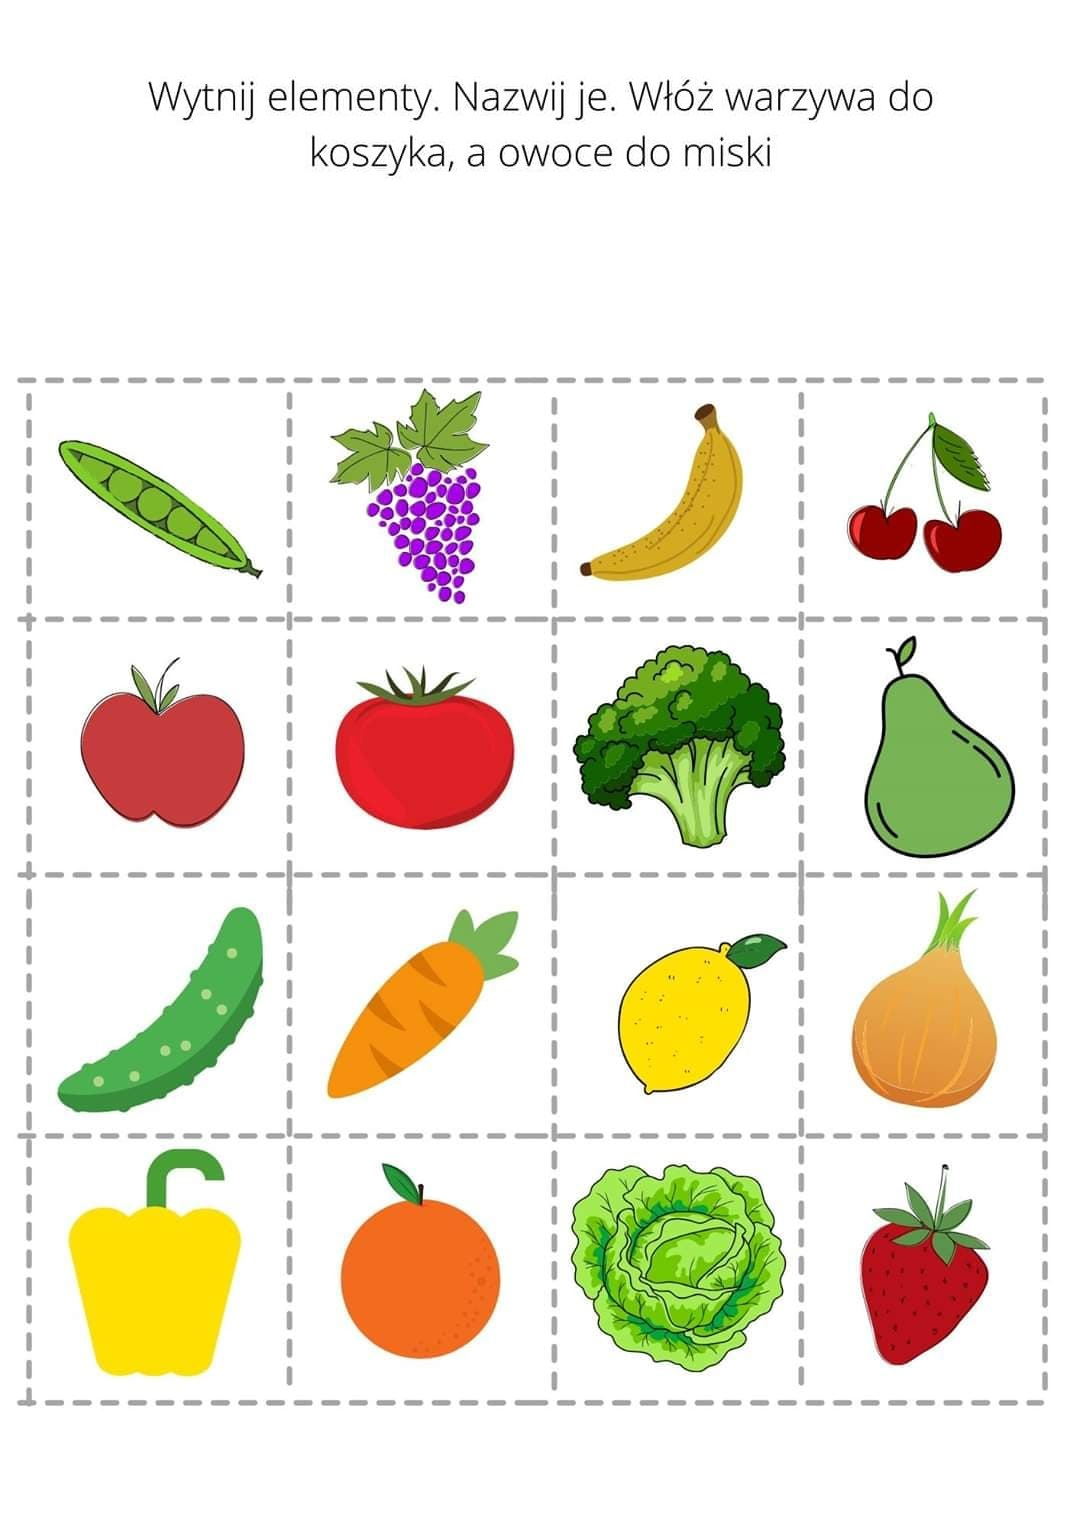 Wytnij elementy. Nazwij je. Włóż warzywa do
koszyka, a owoce do miski